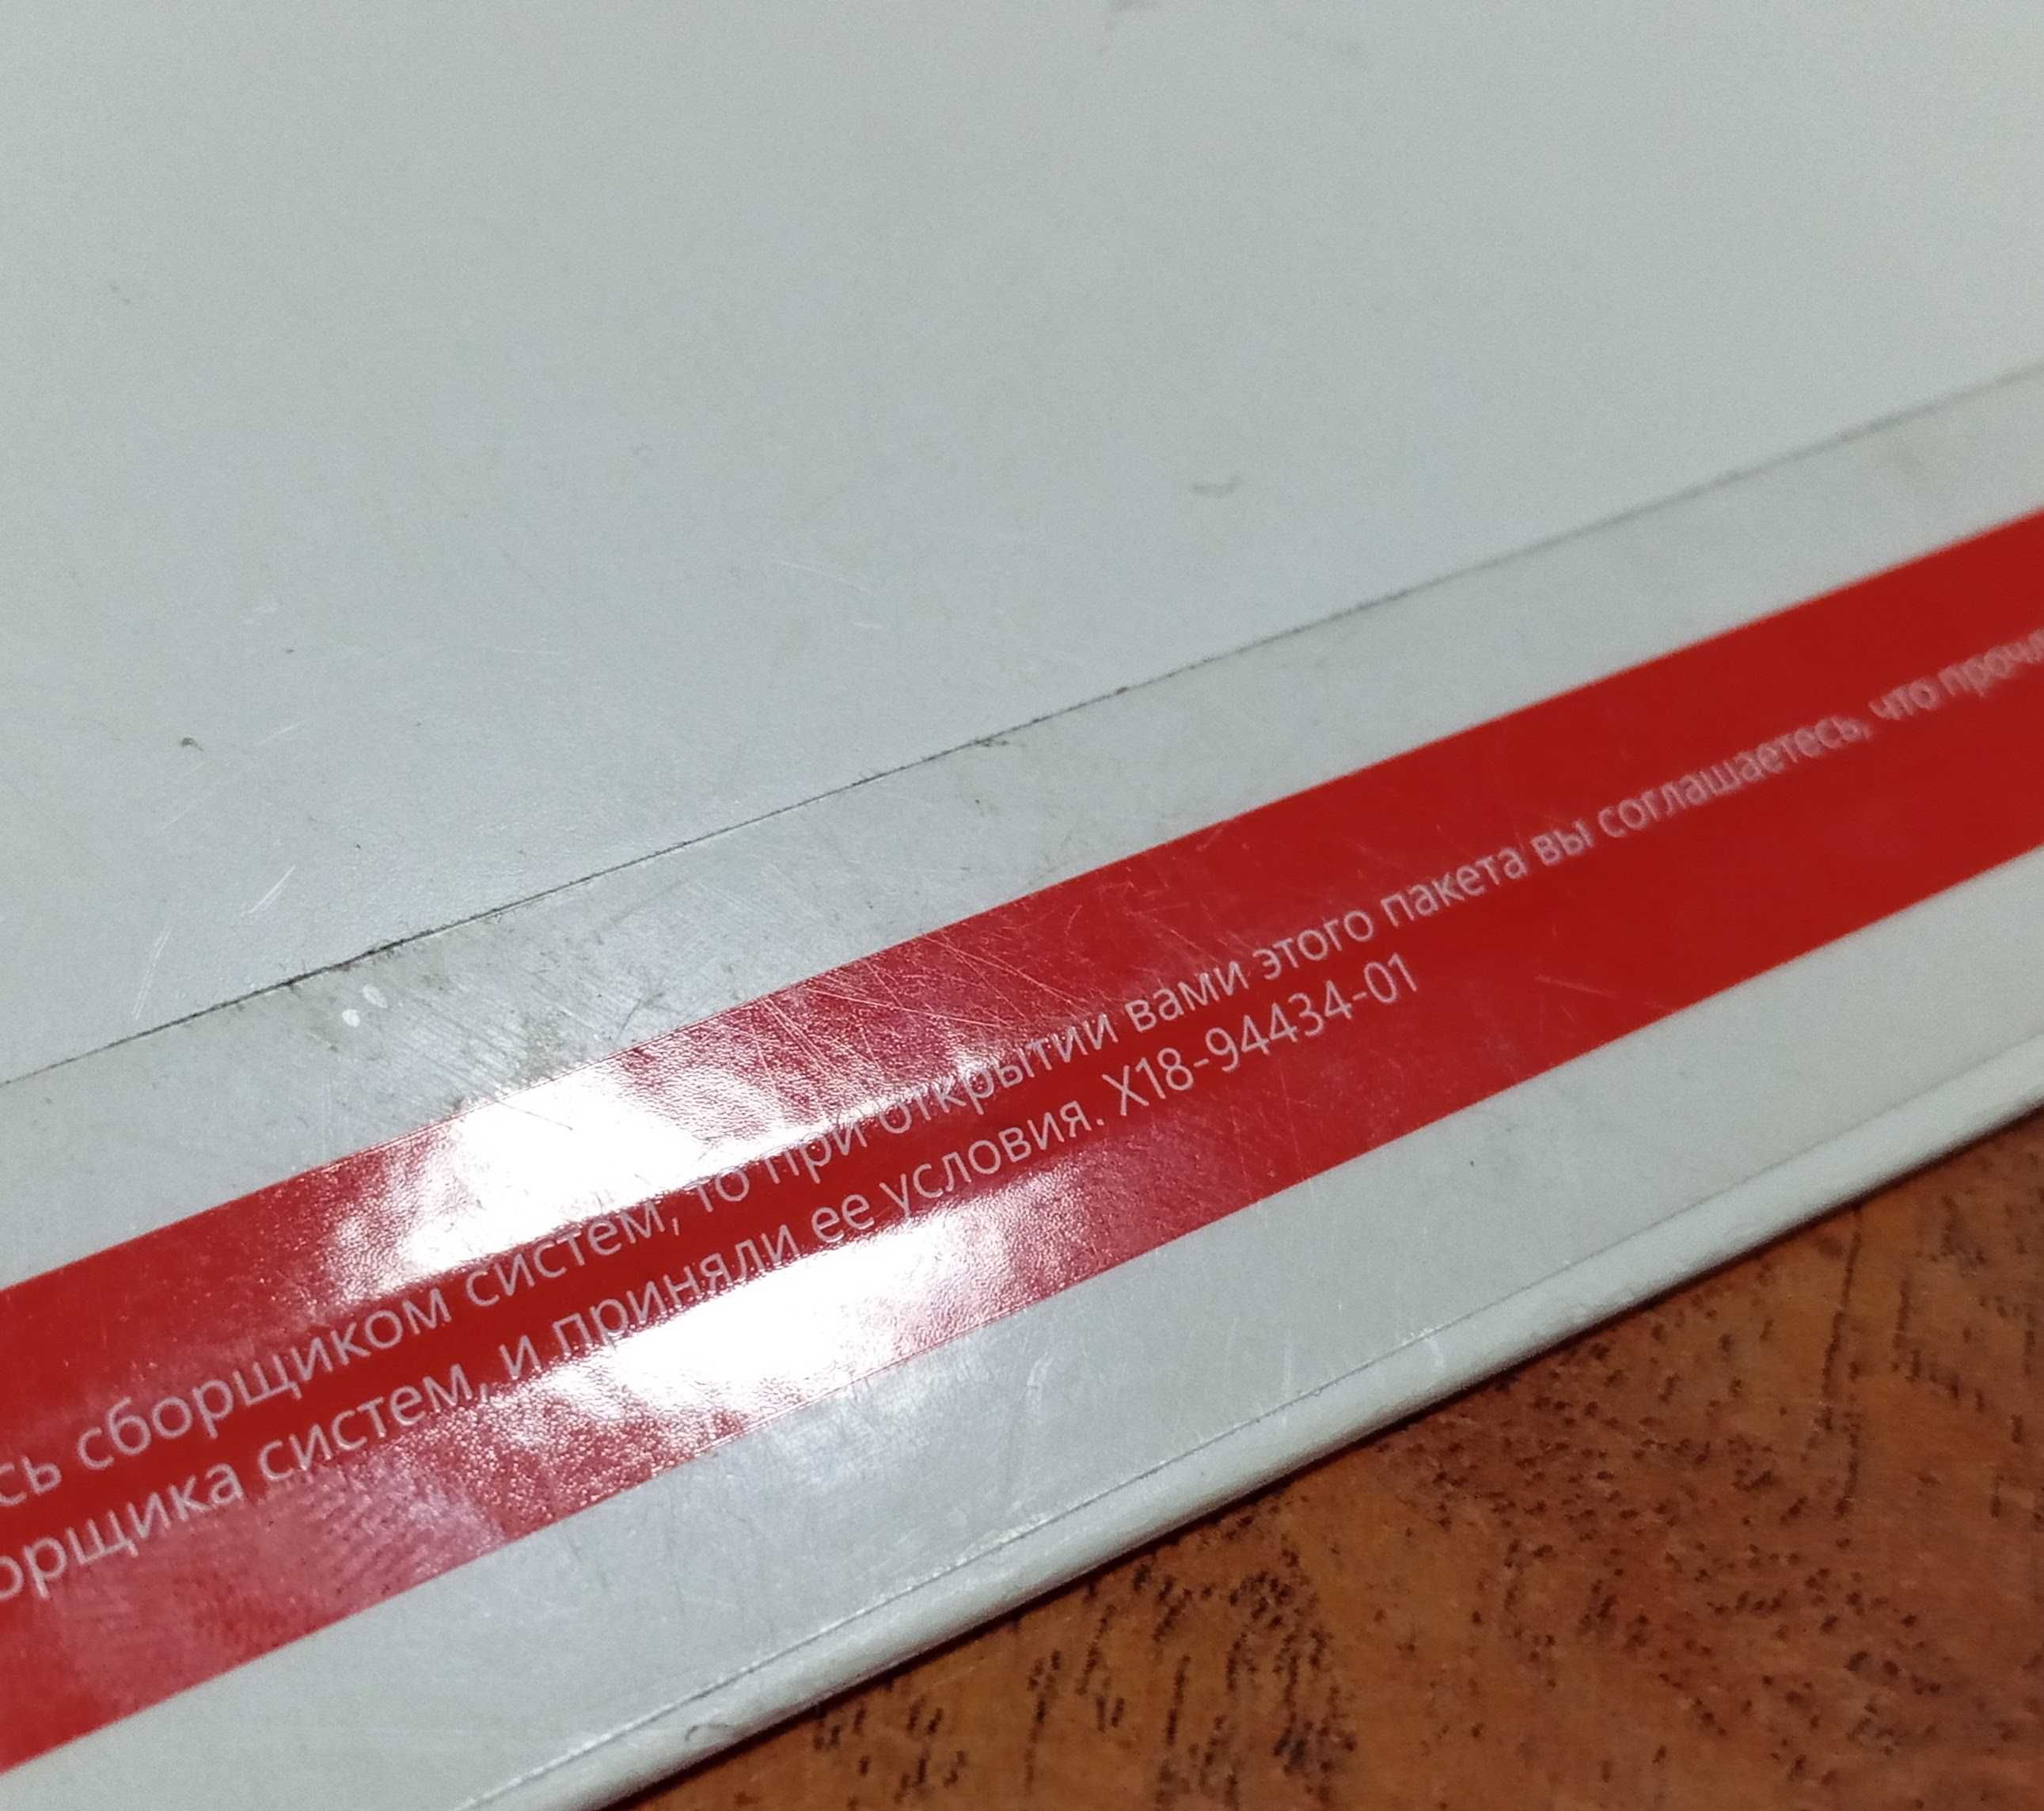 сь сборщиком систем, то при открытии вами этого пакета вы соглашаетесь, что
орщика систем, и приняли ее условия. X18-94434-01